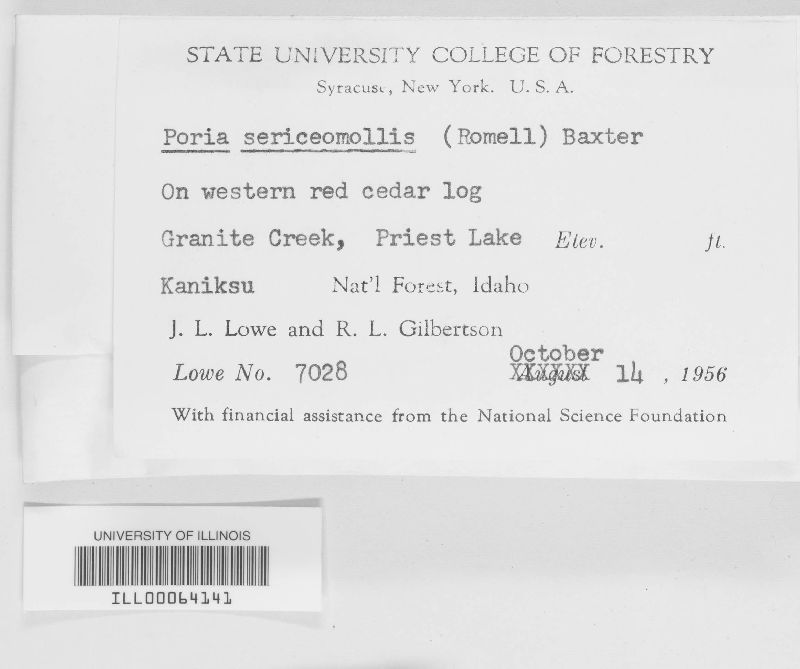 STATE UNIVERSITY COLLEGE OF FORESTRY
Syracuse, New York. U. S. A.
Poria sericeomollis (Romell) Baxter
On western red cedar log
Granite Creek, Priest Lake Elev. ft.
Kaniksu Nat'l Forest, Idaho
J. L. Lowe and R. L. Gilbertson
October
Lowe No. 7028 August 14 , 1956
With financial assistance from the National Science Foundation
UNIVERSITY OF ILLINOIS
ILL00064141